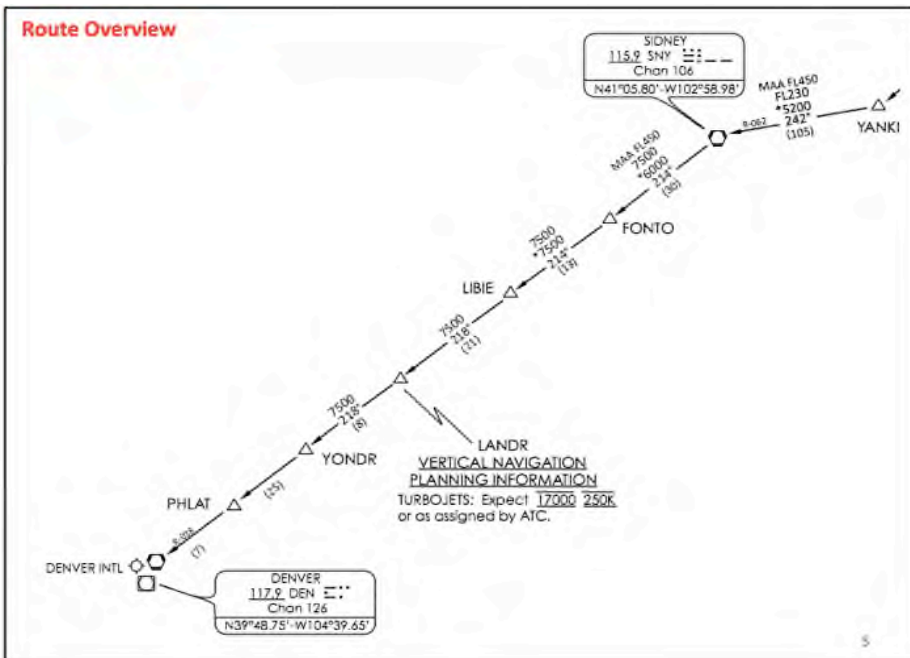 Route Overview
SIDNEY
115.9 SNY
Chan 106
N41°05.80'-W102°58.98'
MAA FL450
FL230
*5200
242°
(105)
R-062
YANKI
MAA FL450
7500
*6000
214°
(30)
FONTO
7500
*7500
214°
(13)
LIBIE
7500
218°
(21)
LANDR
VERTICAL NAVIGATION
PLANNING INFORMATION
TURBOJETS: Expect 17000 250K
or as assigned by ATC.
7500
218°
(8)
YONDR
(25)
PHLAT
(7)
DENVER INTL
DENVER
117.9 DEN
Chan 126
N39°48.75'-W104°39.65'
5